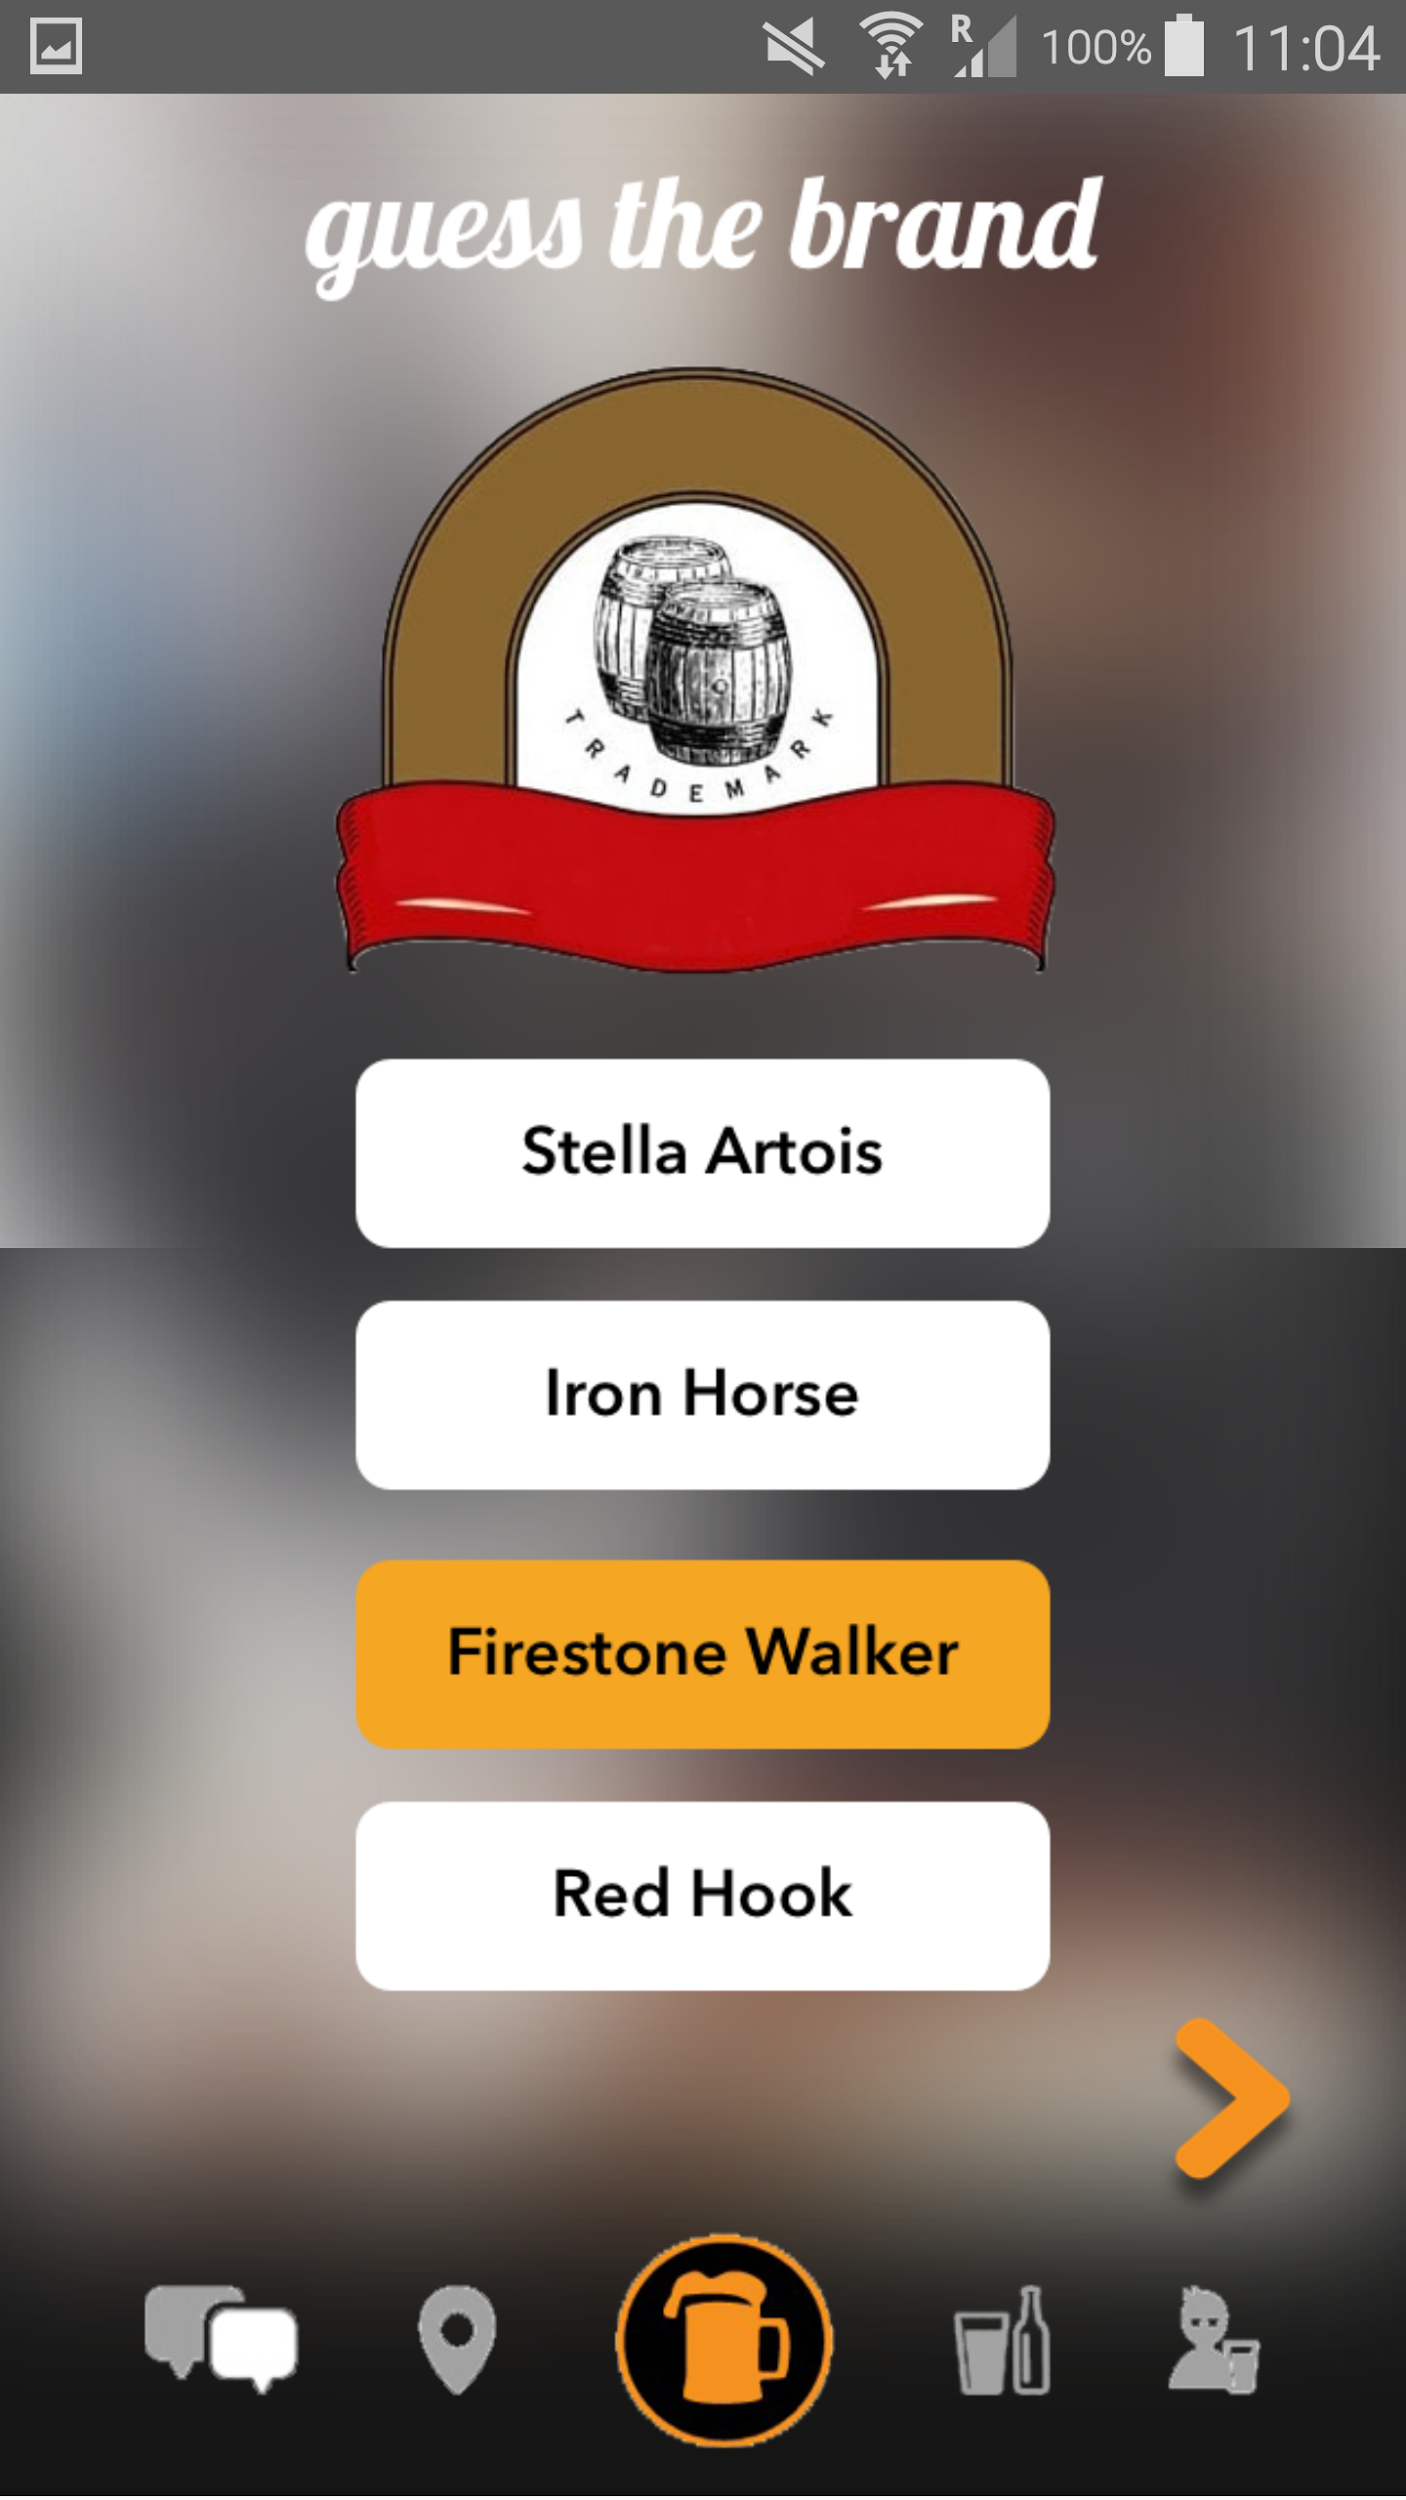 R 100% 11:04
guess the brand
TRADEMARK
Stella Artois
Iron Horse
Firestone Walker
Red Hook